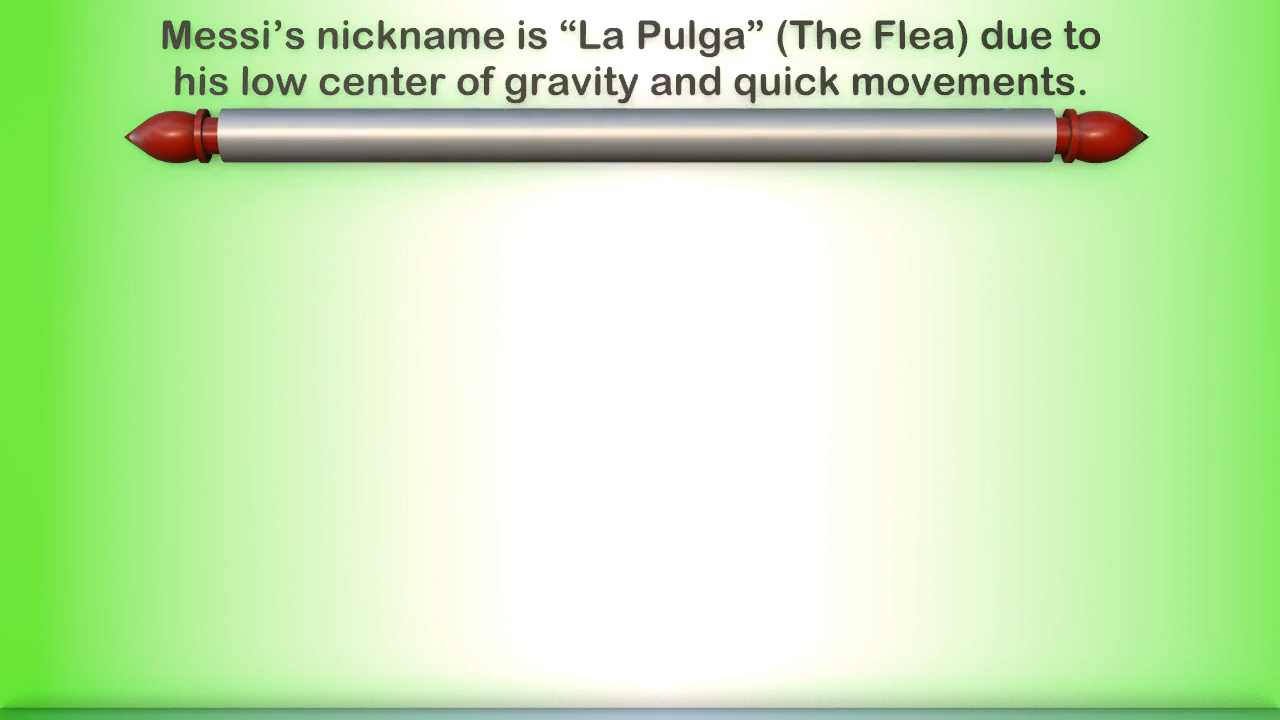 Messi’s nickname is “La Pulga” (The Flea) due to
his low center of gravity and quick movements.